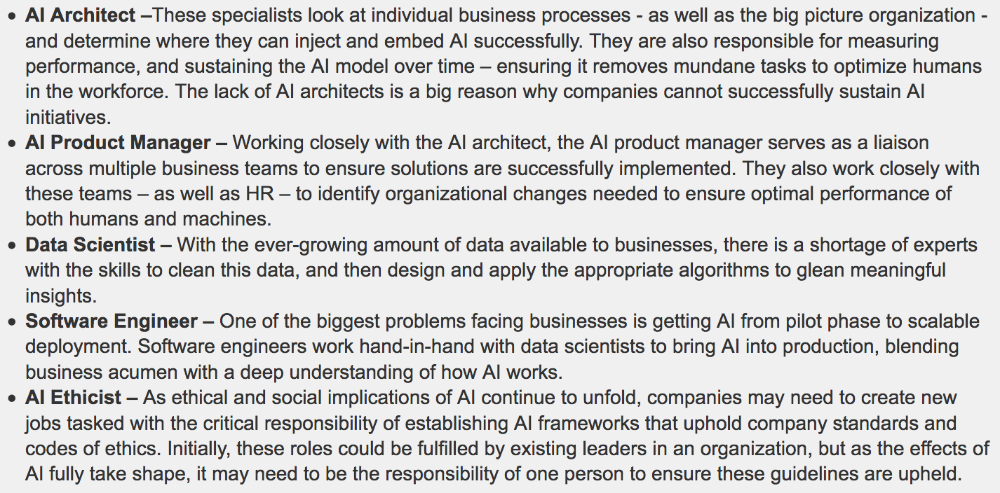 • AI Architect –These specialists look at individual business processes - as well as the big picture organization -
and determine where they can inject and embed AI successfully. They are also responsible for measuring
performance, and sustaining the AI model over time – ensuring it removes mundane tasks to optimize humans
in the workforce. The lack of AI architects is a big reason why companies cannot successfully sustain AI
initiatives.
• AI Product Manager – Working closely with the AI architect, the AI product manager serves as a liaison
across multiple business teams to ensure solutions are successfully implemented. They also work closely with
these teams – as well as HR – to identify organizational changes needed to ensure optimal performance of
both humans and machines.
• Data Scientist – With the ever-growing amount of data available to businesses, there is a shortage of experts
with the skills to clean this data, and then design and apply the appropriate algorithms to glean meaningful
insights.
• Software Engineer – One of the biggest problems facing businesses is getting AI from pilot phase to scalable
deployment. Software engineers work hand-in-hand with data scientists to bring AI into production, blending
business acumen with a deep understanding of how AI works.
• AI Ethicist – As ethical and social implications of AI continue to unfold, companies may need to create new
jobs tasked with the critical responsibility of establishing AI frameworks that uphold company standards and
codes of ethics. Initially, these roles could be fulfilled by existing leaders in an organization, but as the effects of
AI fully take shape, it may need to be the responsibility of one person to ensure these guidelines are upheld.